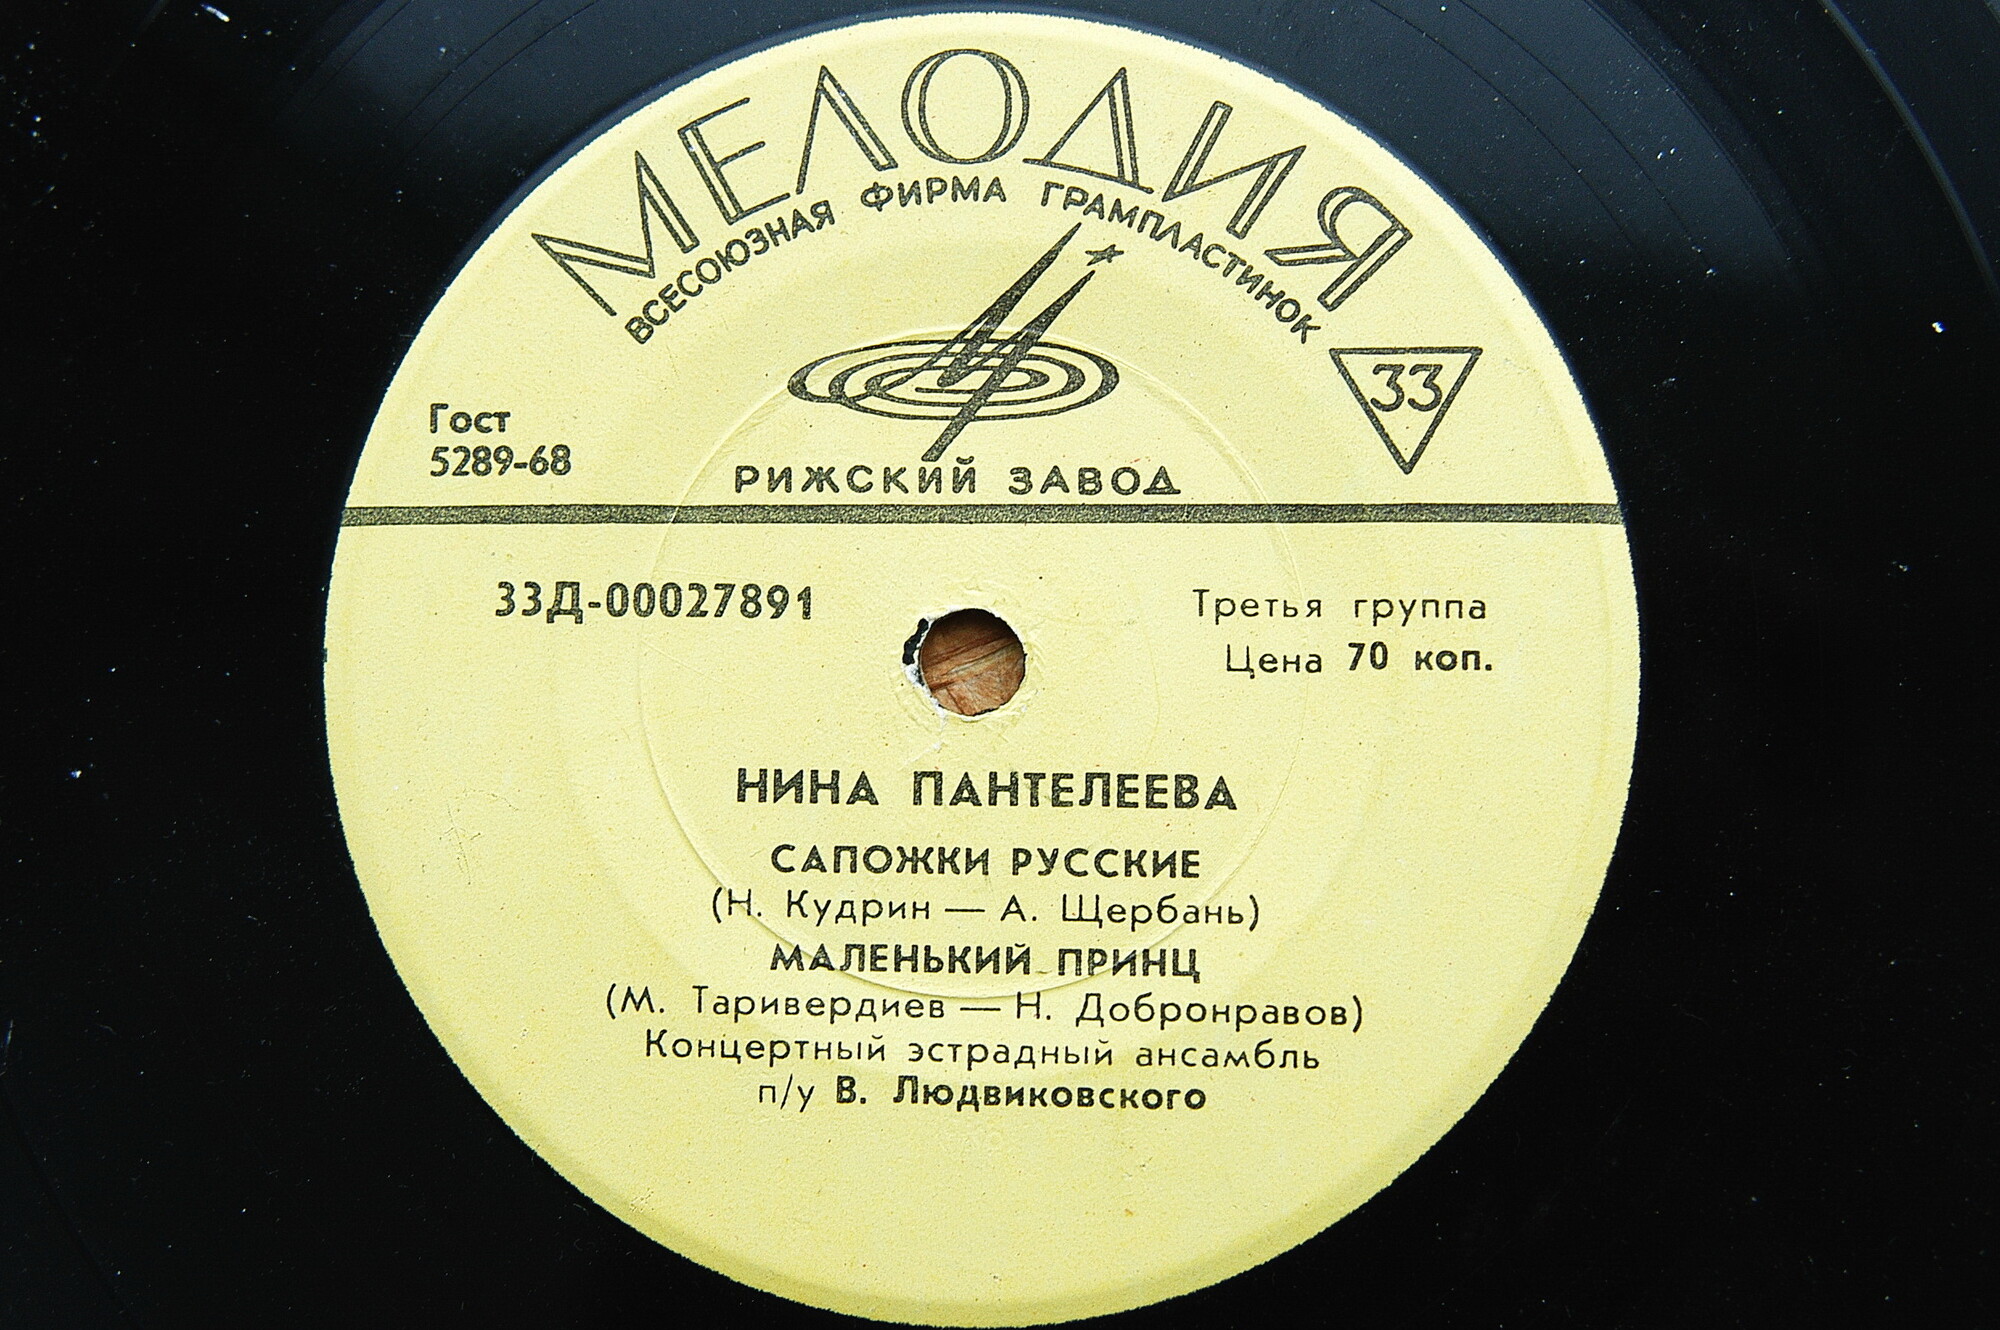 МЕЛОДИЯ
ВСЕСОЮЗНАЯ ФИРМА ГРАМПЛАСТИНОК
33
Гост
5289-68
РИЖСКИЙ ЗАВОД
33Д-00027891
Третья группа
Цена 70 коп.
НИНА ПАНТЕЛЕЕВА
САПОЖКИ РУССКИЕ
(Н. Кудрин — А. Щербань)
МАЛЕНЬКИЙ ПРИНЦ
(М. Таривердиев — Н. Добронравов)
Концертный эстрадный ансамбль
п/у В. Людвиковского